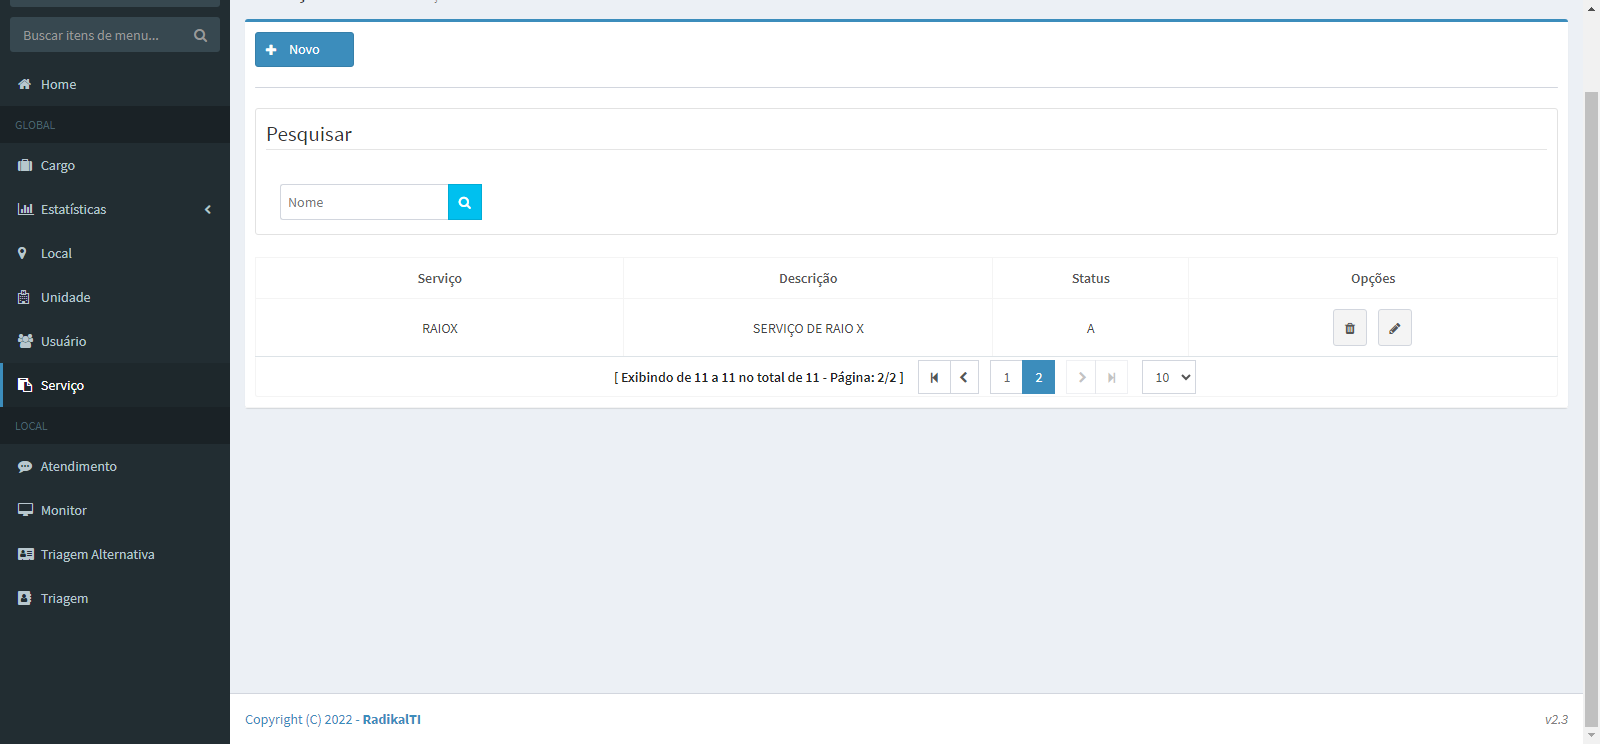 Buscar itens de menu...
Home
GLOBAL
Cargo
Estatísticas
Local
Unidade
Usuário
Serviço
LOCAL
Atendimento
Monitor
Triagem Alternativa
Triagem
Novo
Pesquisar
Nome
Serviço Descrição Status Opções
RAIOX SERVIÇO DE RAIO X A
[ Exibindo de 11 a 11 no total de 11 - Página: 2/2 ] 1 2 10
Copyright (C) 2022 - RadikalTI v2.3